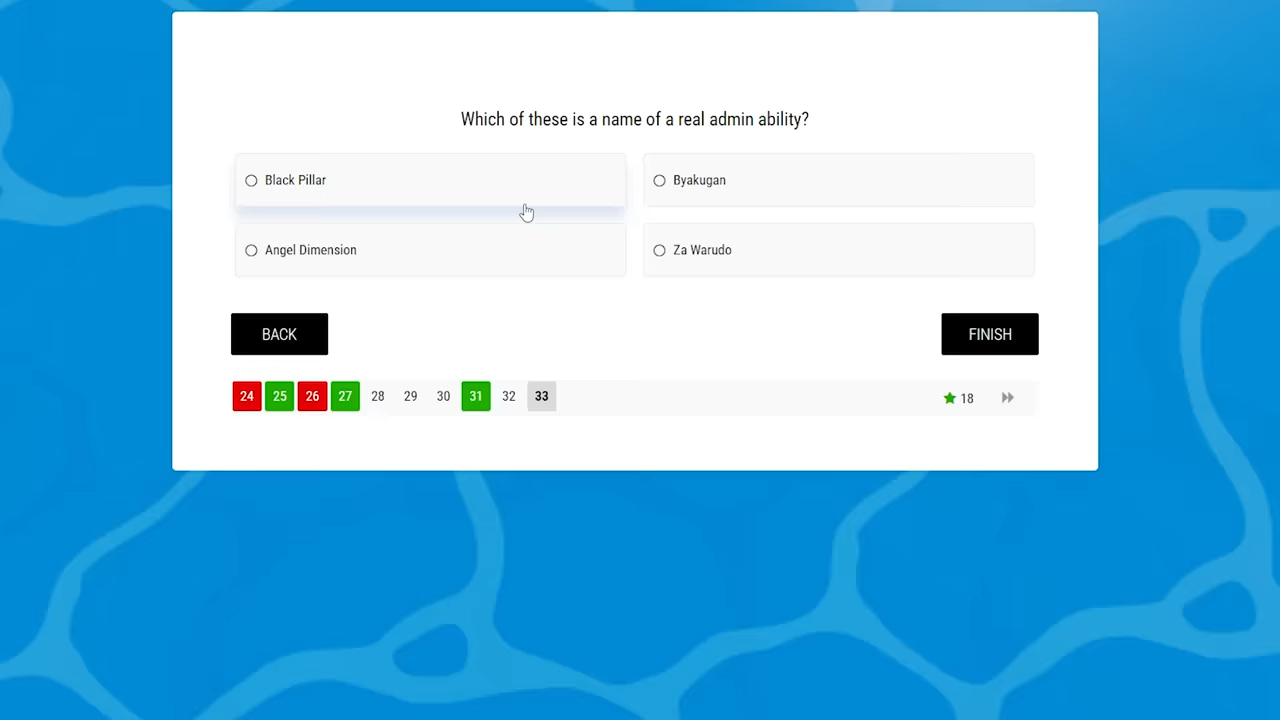 Which of these is a name of a real admin ability?
Black Pillar
Byakugan
Angel Dimension
Za Warudo
BACK
FINISH
24 25 26 27 28 29 30 31 32 33
18